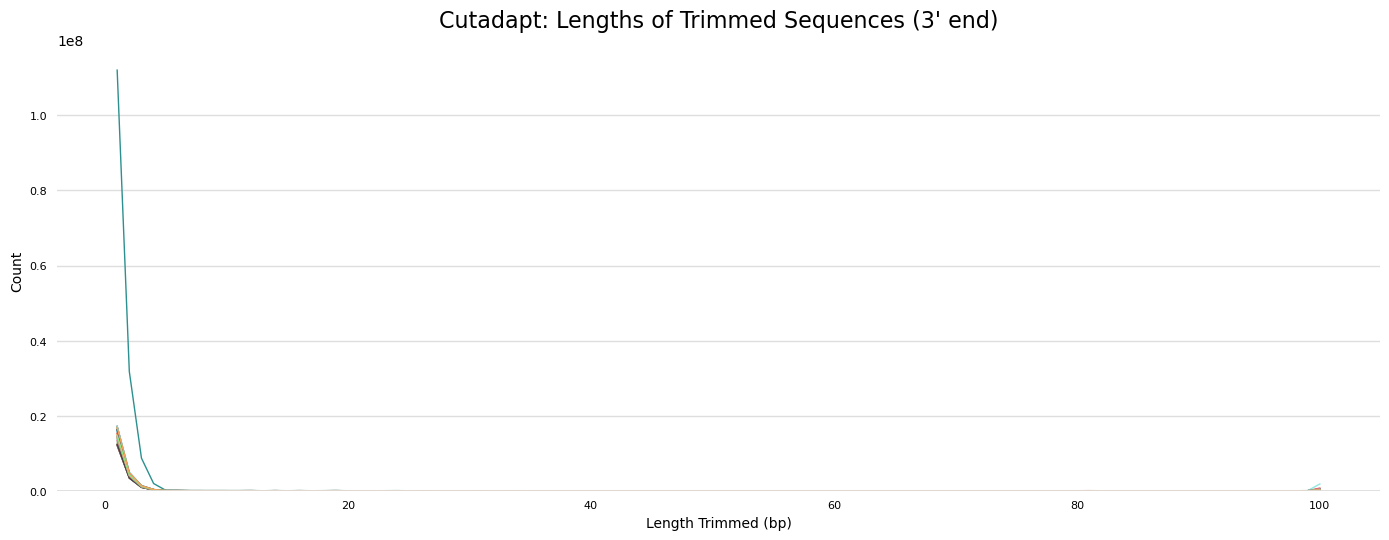 Cutadapt: Lengths of Trimmed Sequences (3' end)
1e8
1.0
0.8
0.6
0.4
0.2
0.0
Count
0 20 40 60 80 100
Length Trimmed (bp)